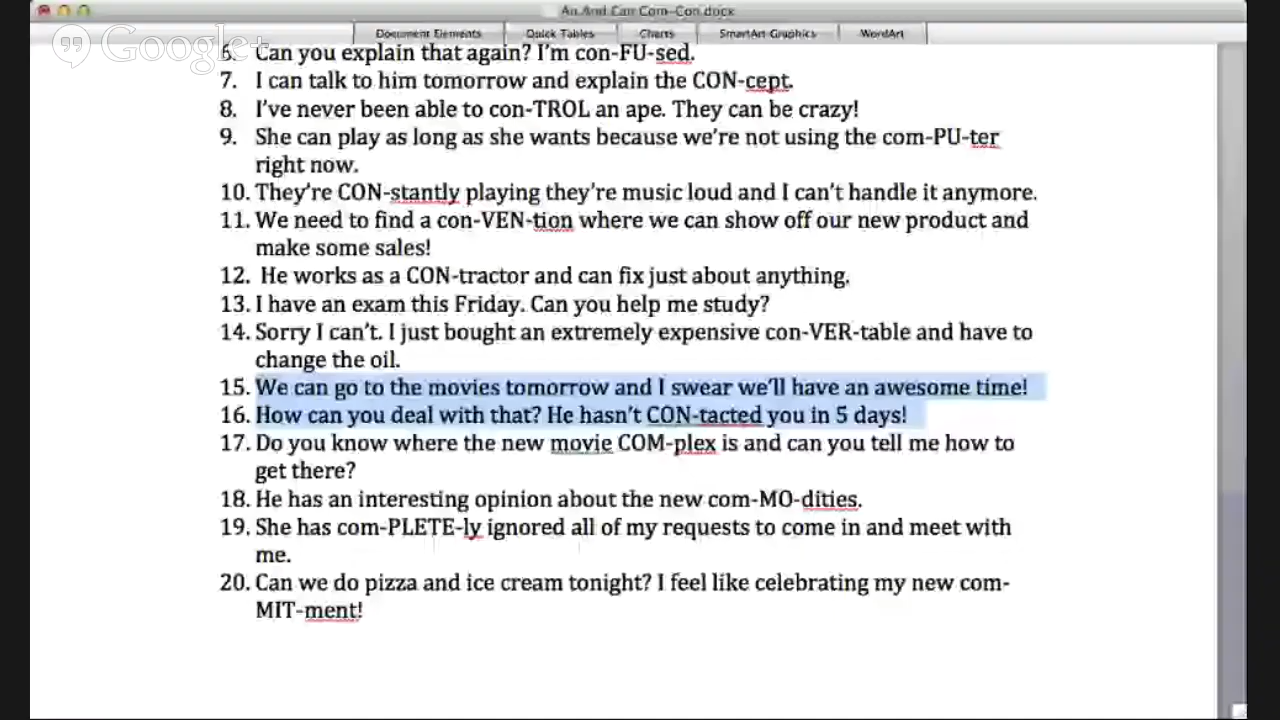 An And Can Com-Con.docx
Google+
Document Elements Quick Tables Charts SmartArt Graphics WordArt
6. Can you explain that again? I'm con-FU-sed.
7. I can talk to him tomorrow and explain the CON-cept.
8. I've never been able to con-TROL an ape. They can be crazy!
9. She can play as long as she wants because we're not using the com-PU-ter
right now.
10. They're CON-stantly playing they're music loud and I can't handle it anymore.
11. We need to find a con-VEN-tion where we can show off our new product and
make some sales!
12. He works as a CON-tractor and can fix just about anything.
13. I have an exam this Friday. Can you help me study?
14. Sorry I can't. I just bought an extremely expensive con-VER-table and have to
change the oil.
15. We can go to the movies tomorrow and I swear we'll have an awesome time!
16. How can you deal with that? He hasn't CON-tacted you in 5 days!
17. Do you know where the new movie COM-plex is and can you tell me how to
get there?
18. He has an interesting opinion about the new com-MO-dities.
19. She has com-PLETE-ly ignored all of my requests to come in and meet with
me.
20. Can we do pizza and ice cream tonight? I feel like celebrating my new com-
MIT-ment!